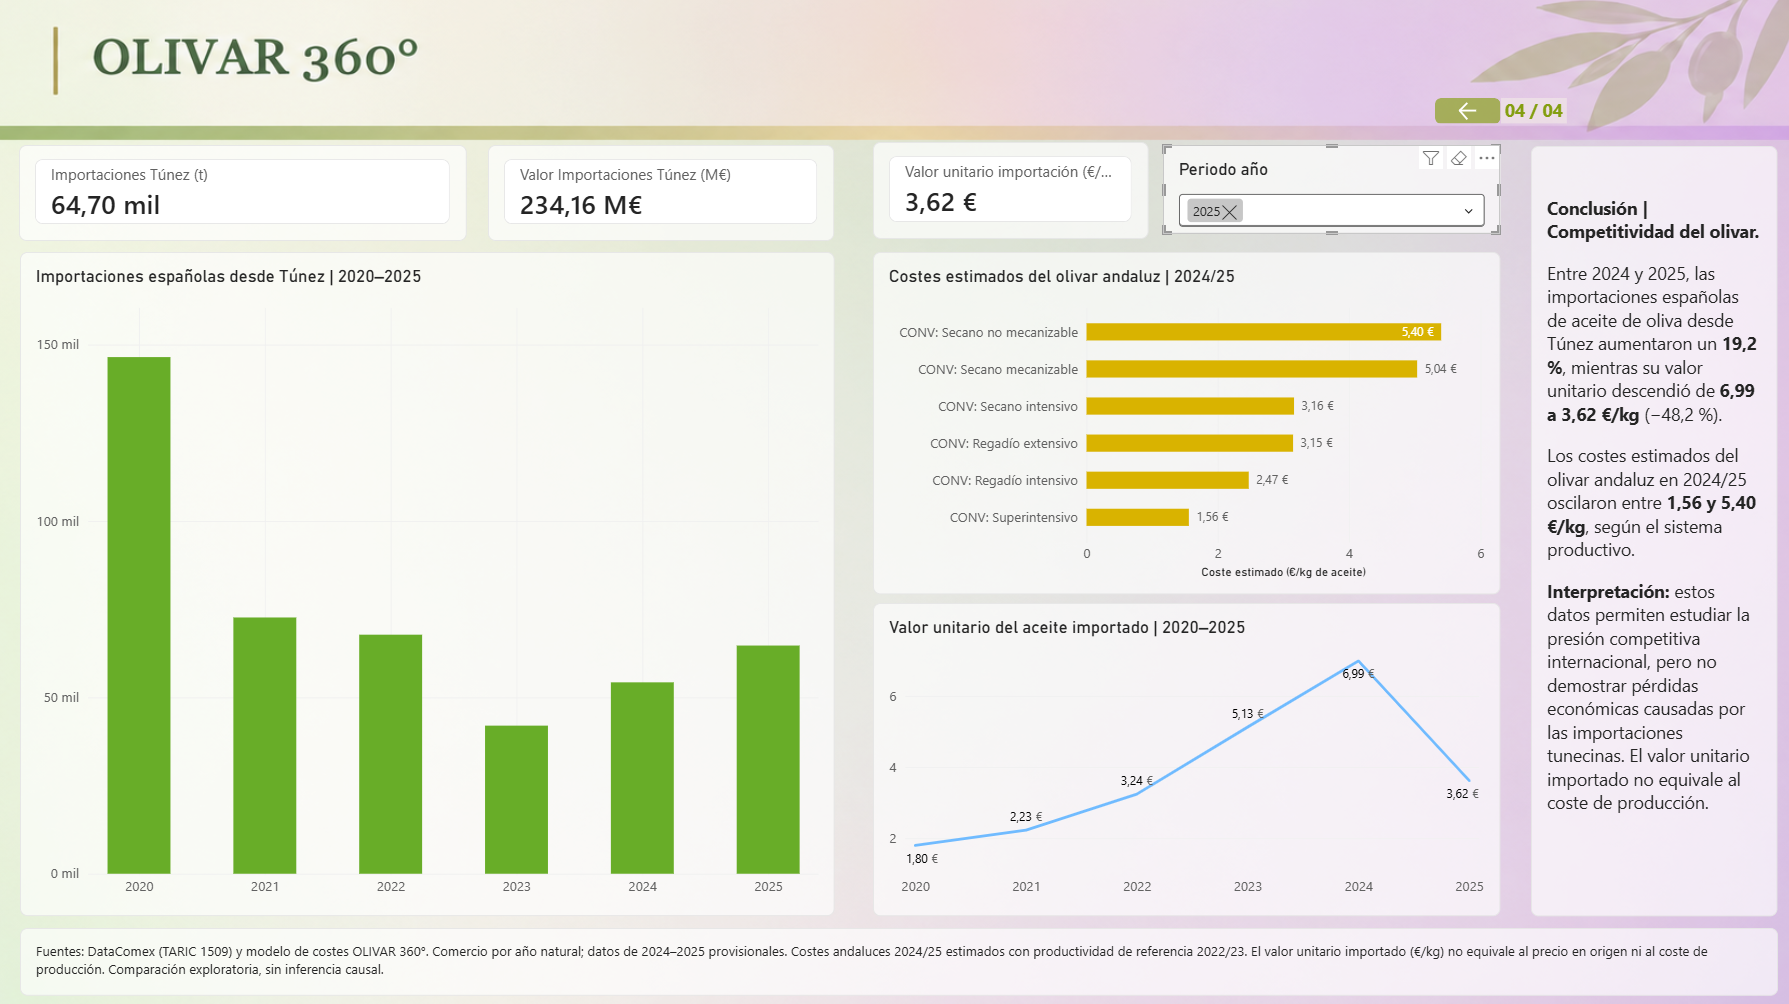 OLIVAR 360º
04 / 04
Importaciones Túnez (t)
64,70 mil
Valor Importaciones Túnez (M€)
234,16 M€
Valor unitario importación (€/...
3,62 €
Periodo año
2025
Importaciones españolas desde Túnez | 2020–2025
150 mil
100 mil
50 mil
0 mil
2020
2021
2022
2023
2024
2025
Costes estimados del olivar andaluz | 2024/25
CONV: Secano no mecanizable
5,40 €
CONV: Secano mecanizable
5,04 €
CONV: Secano intensivo
3,16 €
CONV: Regadío extensivo
3,15 €
CONV: Regadío intensivo
2,47 €
CONV: Superintensivo
1,56 €
0
2
4
6
Coste estimado (€/kg de aceite)
Valor unitario del aceite importado | 2020–2025
6
4
2
1,80 €
2,23 €
3,24 €
5,13 €
6,99 €
3,62 €
2020
2021
2022
2023
2024
2025
Conclusión |
Competitividad del olivar.
Entre 2024 y 2025, las
importaciones españolas
de aceite de oliva desde
Túnez aumentaron un 19,2
%, mientras su valor
unitario descendió de 6,99
a 3,62 €/kg (−48,2 %).
Los costes estimados del
olivar andaluz en 2024/25
oscilaron entre 1,56 y 5,40
€/kg, según el sistema
productivo.
Interpretación: estos
datos permiten estudiar la
presión competitiva
internacional, pero no
demostrar pérdidas
económicas causadas por
las importaciones
tunecinas. El valor unitario
importado no equivale al
coste de producción.
Fuentes: DataComex (TARIC 1509) y modelo de costes OLIVAR 360º. Comercio por año natural; datos de 2024–2025 provisionales. Costes andaluces 2024/25 estimados con productividad de referencia 2022/23. El valor unitario importado (€/kg) no equivale al precio en origen ni al coste de
producción. Comparación exploratoria, sin inferencia causal.